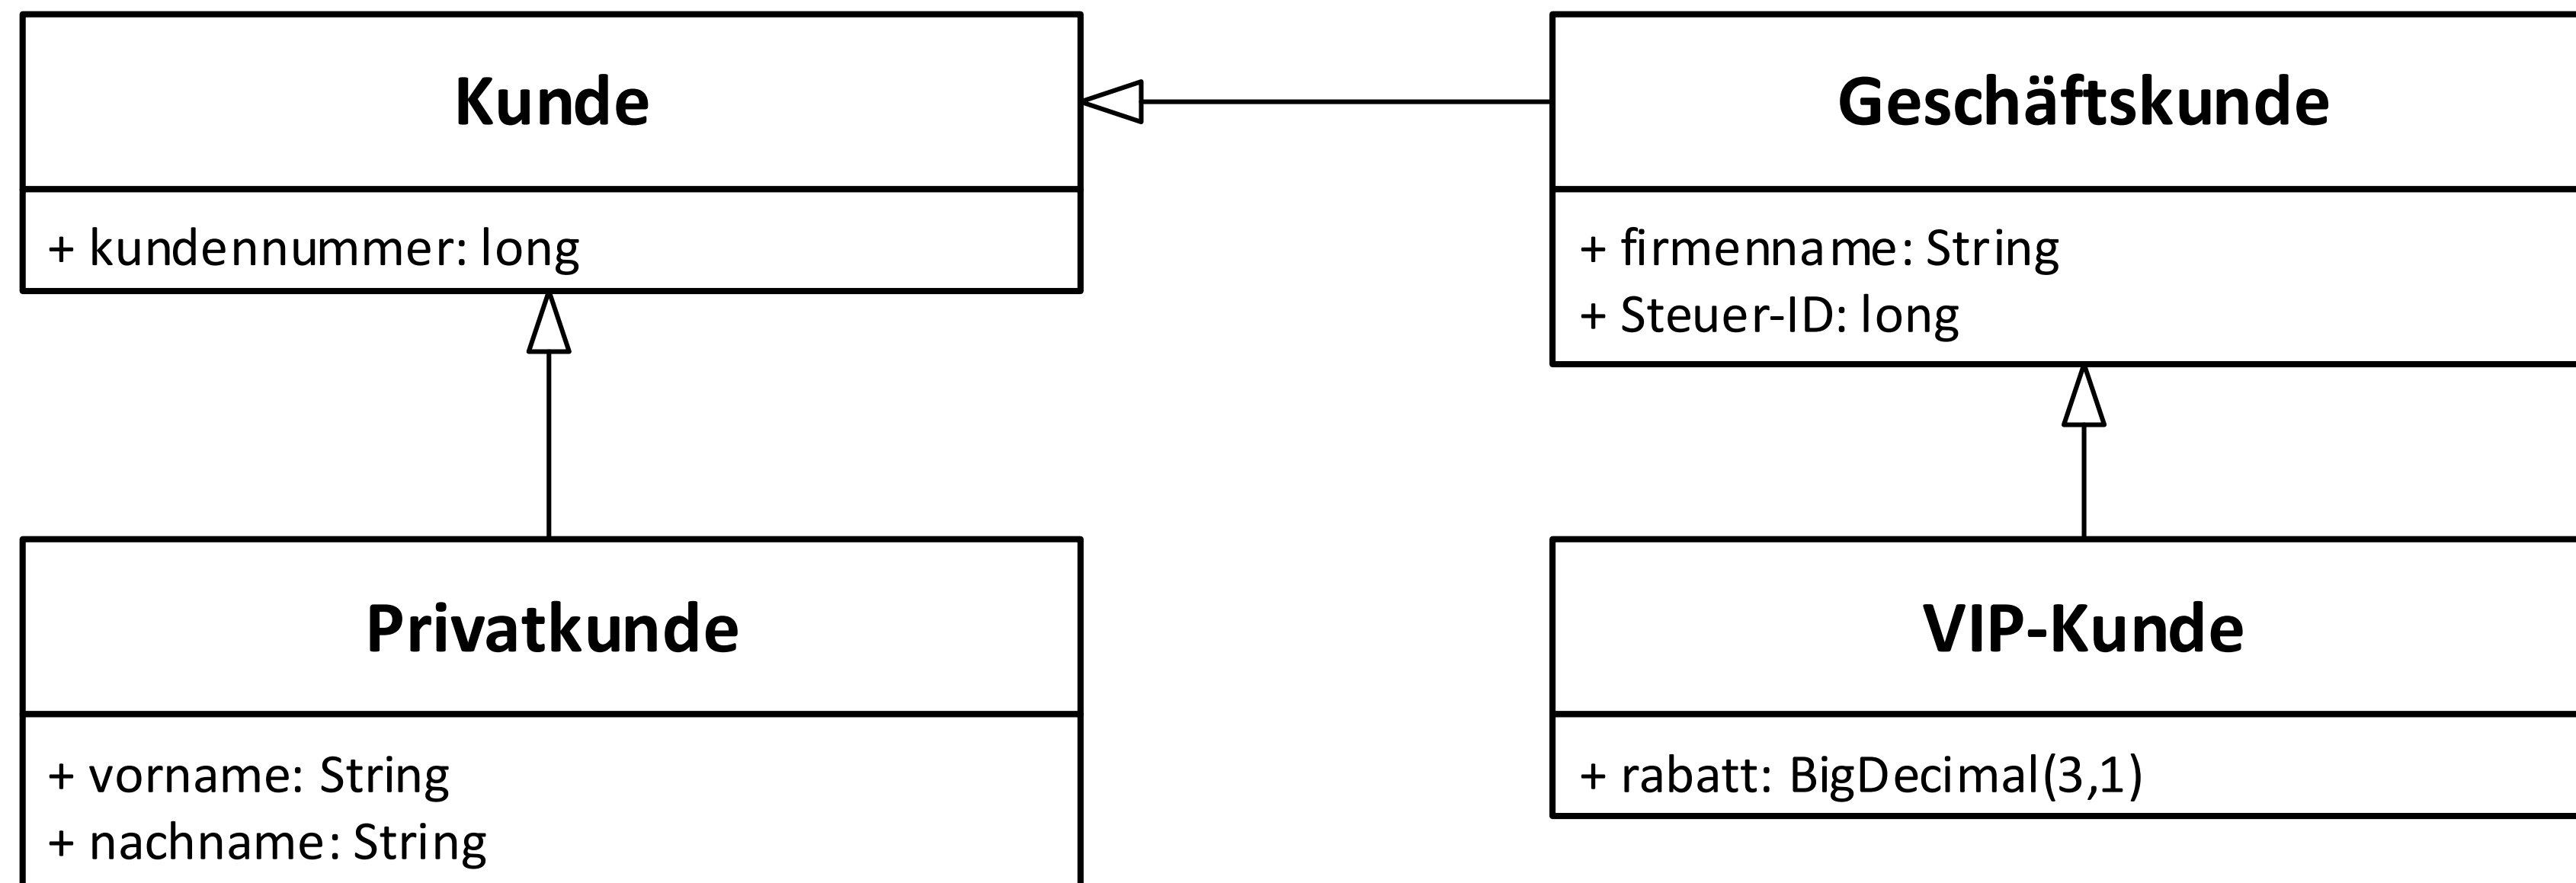 Kunde
+ kundennummer: long
Geschäftskunde
+ firmenname: String
+ Steuer-ID: long
Privatkunde
+ vorname: String
+ nachname: String
VIP-Kunde
+ rabatt: BigDecimal(3,1)